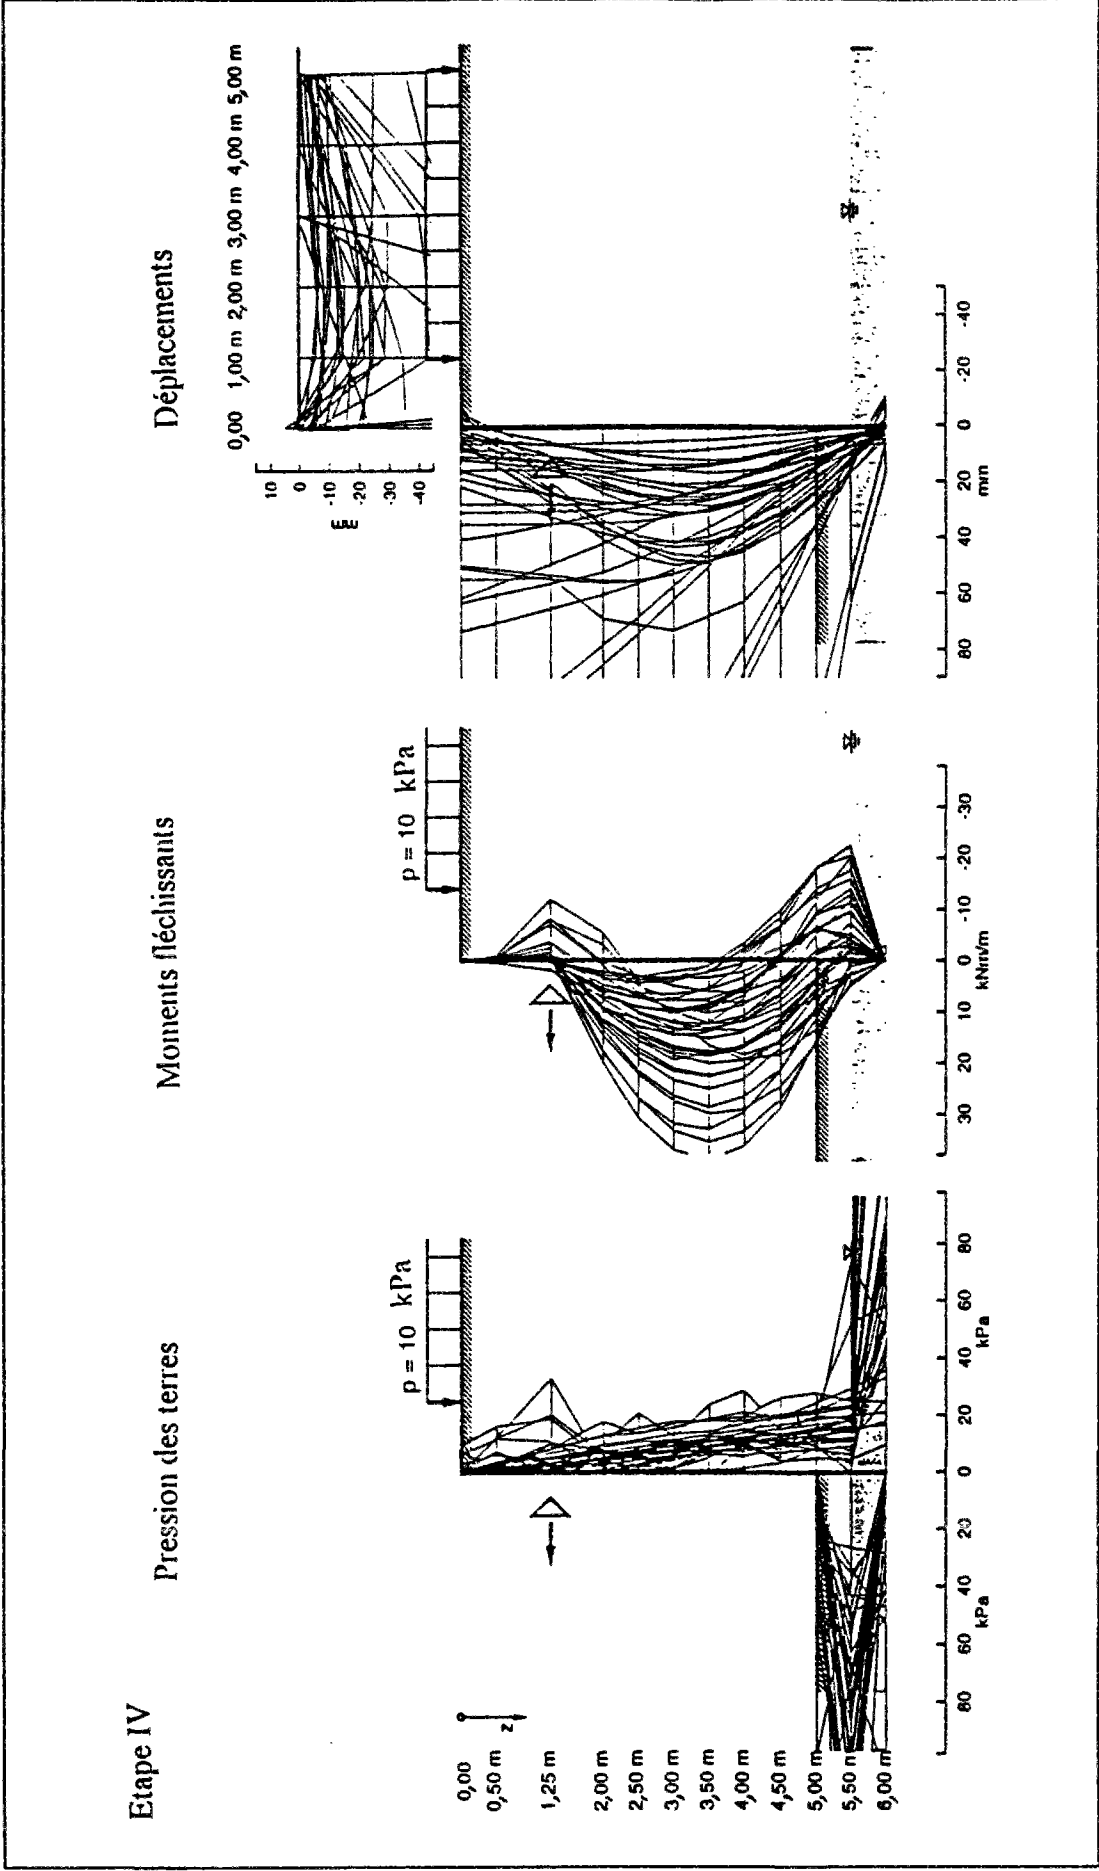 Etape IV
Pression des terres
Moments fléchissants
Déplacements
0,00 1,00 m 2,00 m 3,00 m 4,00 m 5,00 m
10
0
-10
-20
-30
-40
mm
p = 10 kPa
p = 10 kPa
z
0,00
0,50 m
1,25 m
2,00 m
2,50 m
3,00 m
3,50 m
4,00 m
4,50 m
5,00 m
5,50 m
6,00 m
80 60 40 20 0 20 40 60 80
kPa kPa
30 20 10 0 -10 -20 -30
kNm/m
80 60 40 20 0 -20 -40
mm